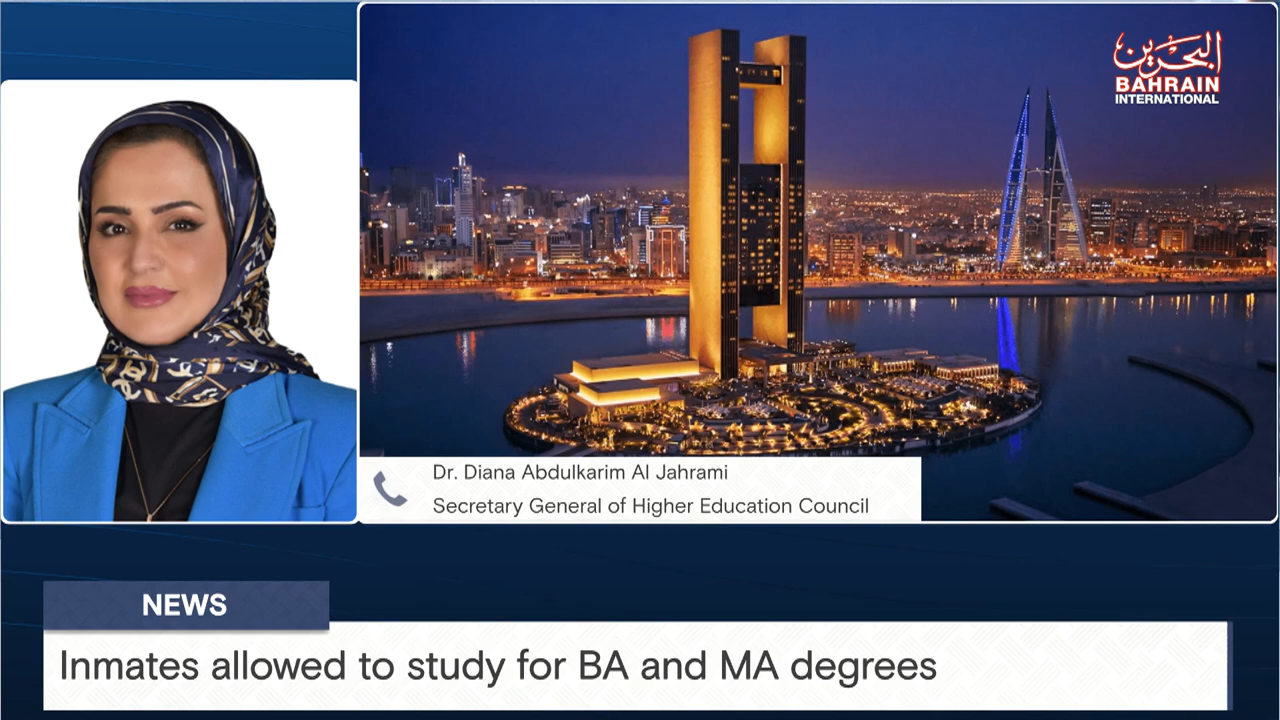 البحرين
BAHRAIN
INTERNATIONAL
Dr. Diana Abdulkarim Al Jahrami
Secretary General of Higher Education Council
NEWS
Inmates allowed to study for BA and MA degrees